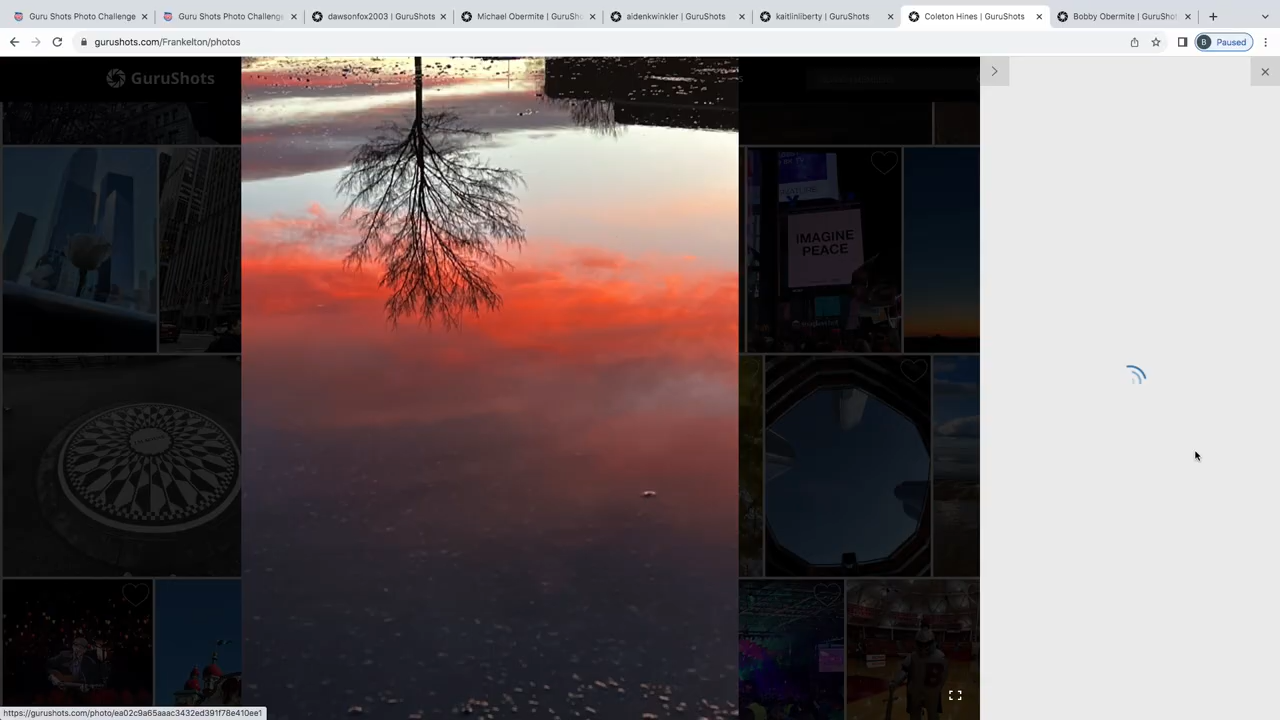 Guru Shots Photo Challenge
Guru Shots Photo Challenge
dawsonfox2003 | GuruShots
Michael Obermite | GuruSho
aidenkwinkler | GuruShots
kaitlinliberty | GuruShots
Coleton Hines | GuruShots
Bobby Obermite | GuruShot
gurushots.com/Frankelton/photos
B
Paused
GuruShots
IMAGINE
PEACE
https://gurushots.com/photo/ea02c9a65aaac3432ed391f78e410ee1